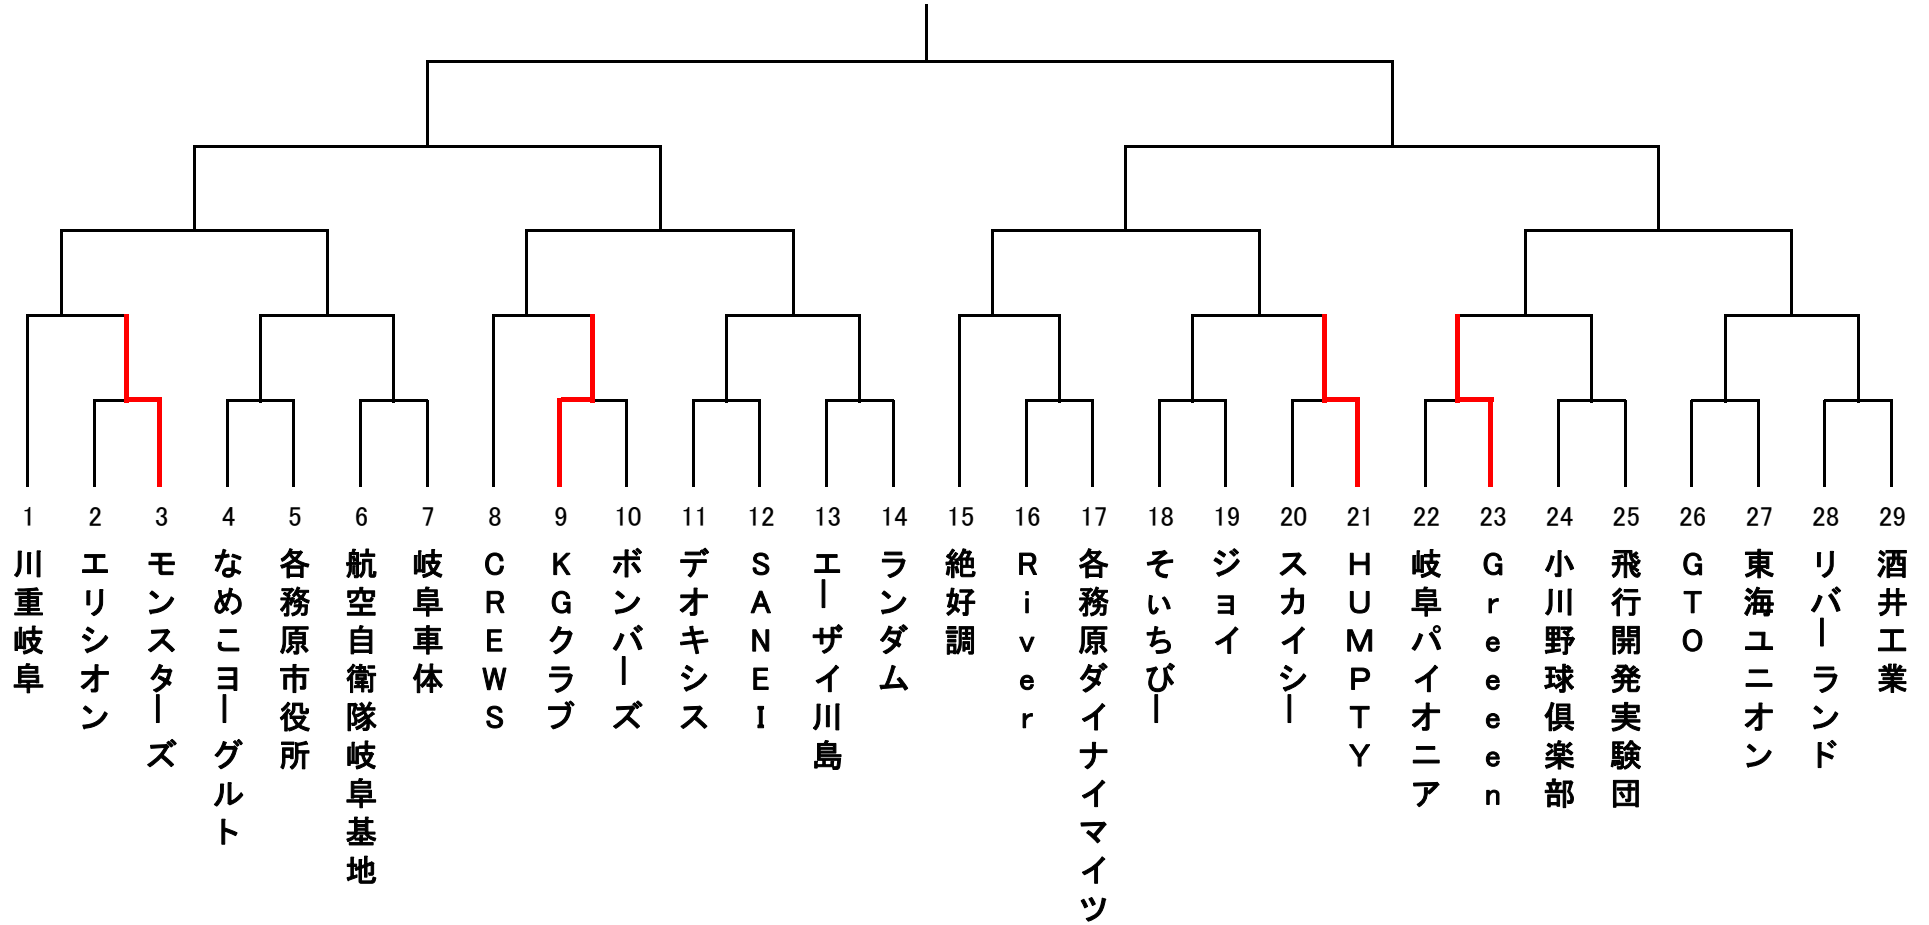 1 2 3 4 5 6 7 8 9 10 11 12 13 14 15 16 17 18 19 20 21 22 23 24 25 26 27 28 29
川重岐阜
エリシオン
モンスターズ
なめこヨーグルト
各務原市役所
航空自衛隊岐阜基地
岐阜車体
CREWS
KGクラブ
ボンバーズ
デオキシス
SANEI
エーザイ川島
ランダム
絶好調
River
各務原ダイナイマイツ
そぃちびー
ジョイ
スカイシー
HUMPTY
岐阜パイオニア
Greeeen
小川野球倶楽部
飛行開発実験団
GTO
東海ユニオン
リバーランド
酒井工業